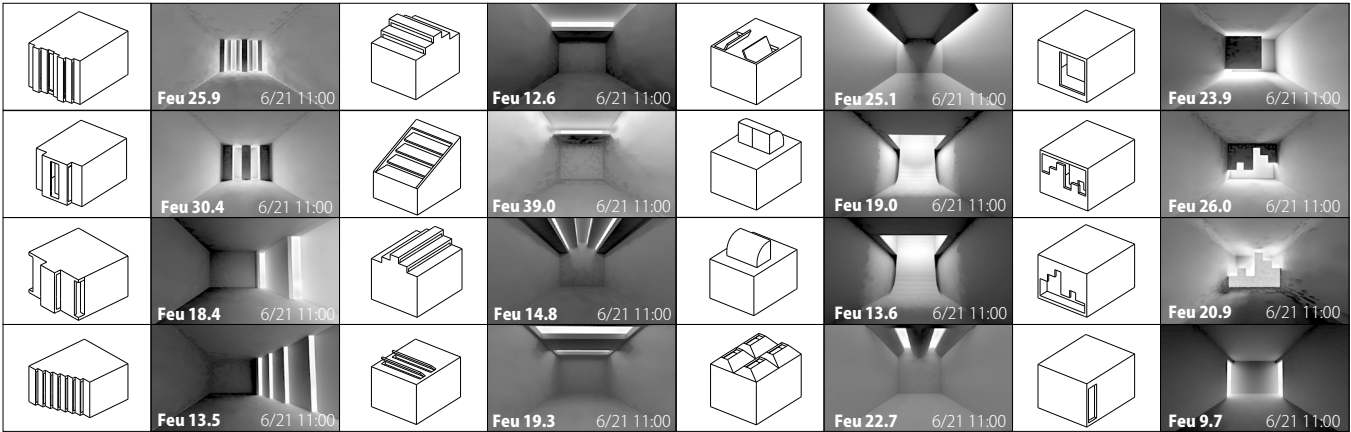 Feu 25.9 6/21 11:00
Feu 12.6 6/21 11:00
Feu 25.1 6/21 11:00
Feu 23.9 6/21 11:00
Feu 30.4 6/21 11:00
Feu 39.0 6/21 11:00
Feu 19.0 6/21 11:00
Feu 26.0 6/21 11:00
Feu 18.4 6/21 11:00
Feu 14.8 6/21 11:00
Feu 13.6 6/21 11:00
Feu 20.9 6/21 11:00
Feu 13.5 6/21 11:00
Feu 19.3 6/21 11:00
Feu 22.7 6/21 11:00
Feu 9.7 6/21 11:00